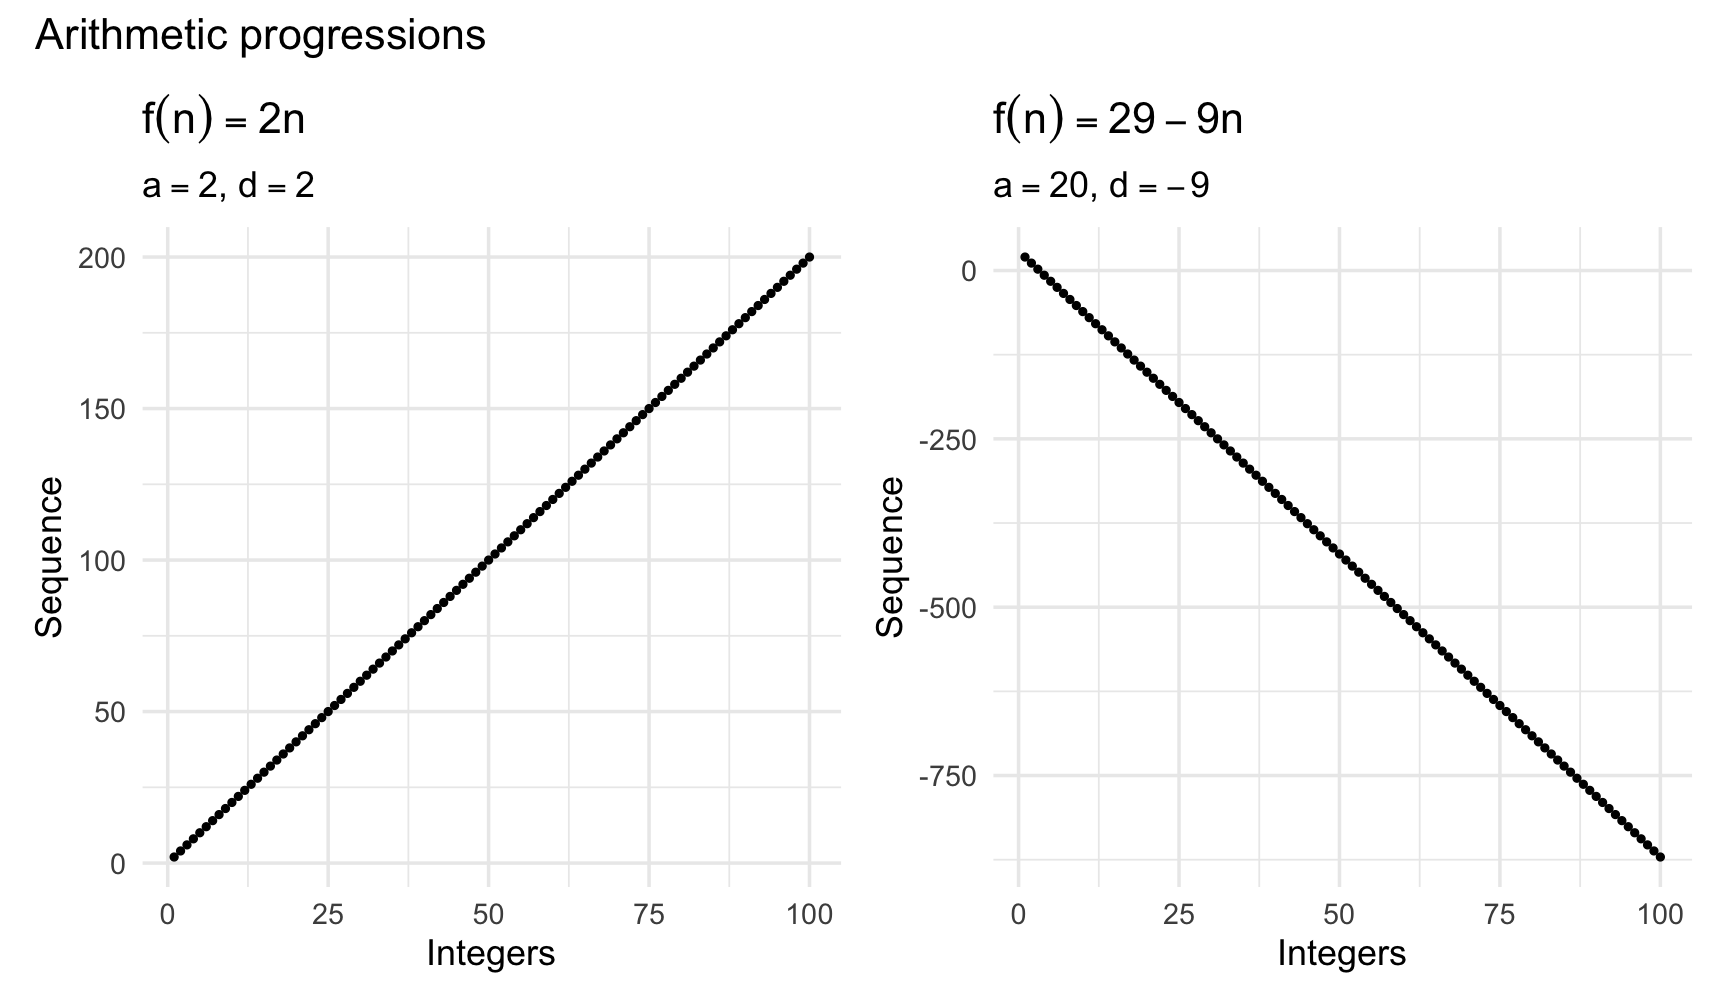 Arithmetic progressions
f(n) = 2n
a = 2, d = 2
200
150
100
50
0
Sequence
0 25 50 75 100
Integers
f(n) = 29 – 9n
a = 20, d = – 9
0
-250
-500
-750
Sequence
0 25 50 75 100
Integers